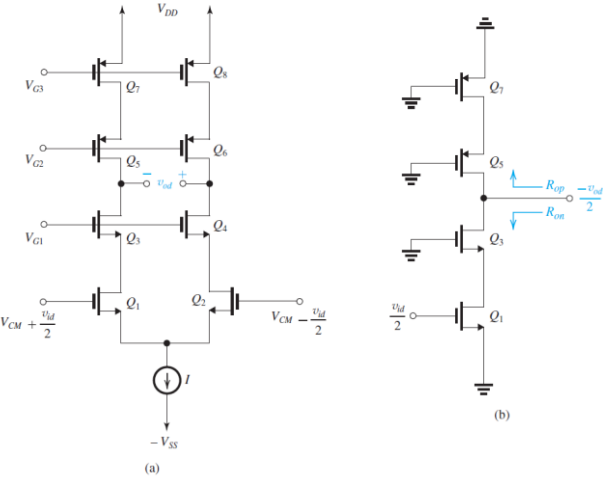 V_DD
V_G3
Q_7
Q_8
V_G2
Q_5
Q_6
− v_od +
V_G1
Q_3
Q_4
Q_1
Q_2
V_CM + v_id/2
V_CM − v_id/2
I
−V_SS
(a)
Q_7
Q_5
R_op
−v_od/2
R_on
Q_3
v_id/2
Q_1
(b)